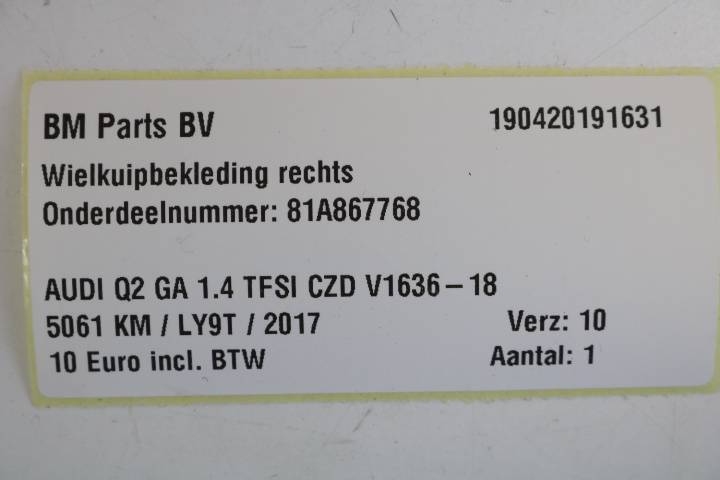 BM Parts BV 190420191631
Wielkuipbekleding rechts
Onderdeelnummer: 81A867768
AUDI Q2 GA 1.4 TFSI CZD V1636-18
5061 KM / LY9T / 2017 Verz: 10
10 Euro incl. BTW Aantal: 1